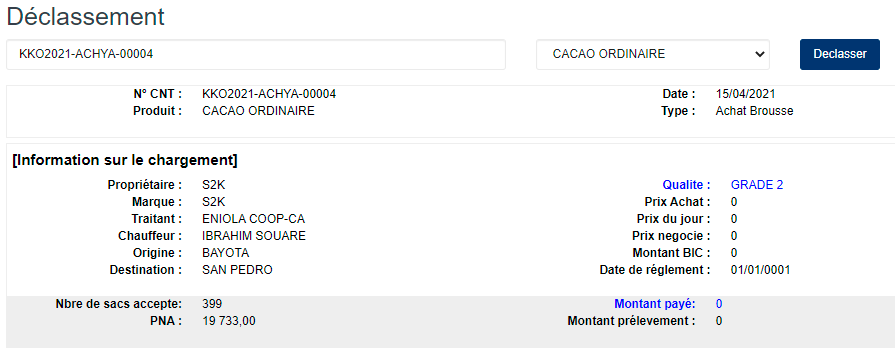 Déclassement
KKO2021-ACHYA-00004 CACAO ORDINAIRE Declasser
N° CNT : KKO2021-ACHYA-00004 Date : 15/04/2021
Produit : CACAO ORDINAIRE Type : Achat Brousse
[Information sur le chargement]
Propriétaire : S2K Qualite : GRADE 2
Marque : S2K Prix Achat : 0
Traitant : ENIOLA COOP-CA Prix du jour : 0
Chauffeur : IBRAHIM SOUARE Prix negocie : 0
Origine : BAYOTA Montant BIC : 0
Destination : SAN PEDRO Date de réglement : 01/01/0001
Nbre de sacs accepte: 399 Montant payé: 0
PNA : 19 733,00 Montant prélevement : 0